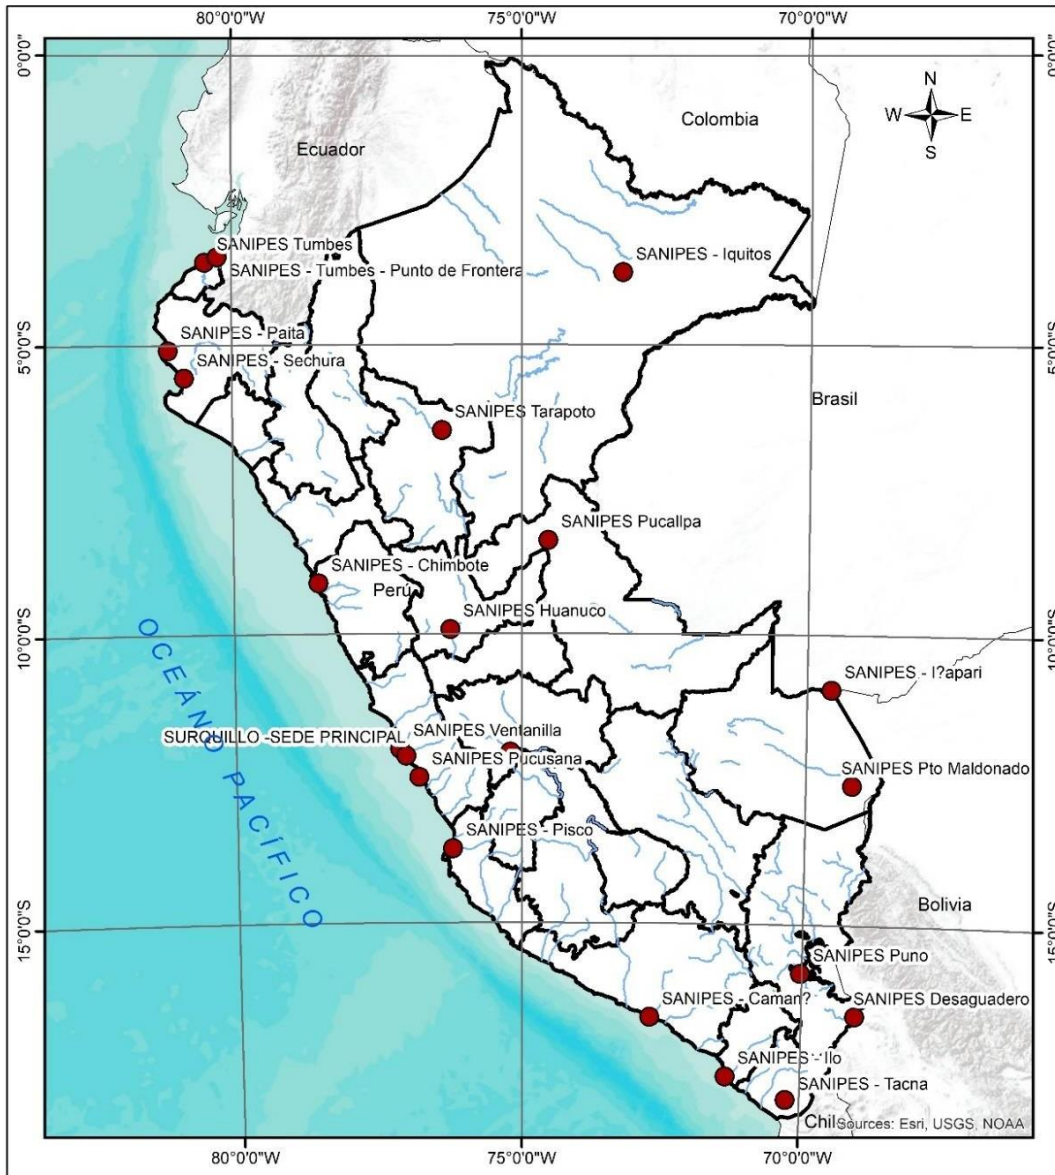 80°0'0"W
75°0'0"W
70°0'0"W
0°0'0"
0°0'0"
N
W
E
S
Colombia
Ecuador
SANIPES Tumbes
SANIPES - Iquitos
SANIPES - Tumbes - Punto de Frontera
SANIPES - Paita
5°0'0"S
5°0'0"S
SANIPES - Sechura
Brasil
SANIPES Tarapoto
SANIPES Pucallpa
SANIPES - Chimbote
Perú
SANIPES Huanuco
10°0'0"S
10°0'0"S
OCEÁNO PACÍFICO
SANIPES - I?apari
SANIPES Ventanilla
SURQUILLO -SEDE PRINCIPAL
SANIPES Pucusana
SANIPES Pto Maldonado
SANIPES - Pisco
Bolivia
15°0'0"S
15°0'0"S
SANIPES Puno
SANIPES - Caman?
SANIPES Desaguadero
SANIPES - Ilo
SANIPES - Tacna
Chil
Sources: Esri, USGS, NOAA
80°0'0"W
75°0'0"W
70°0'0"W